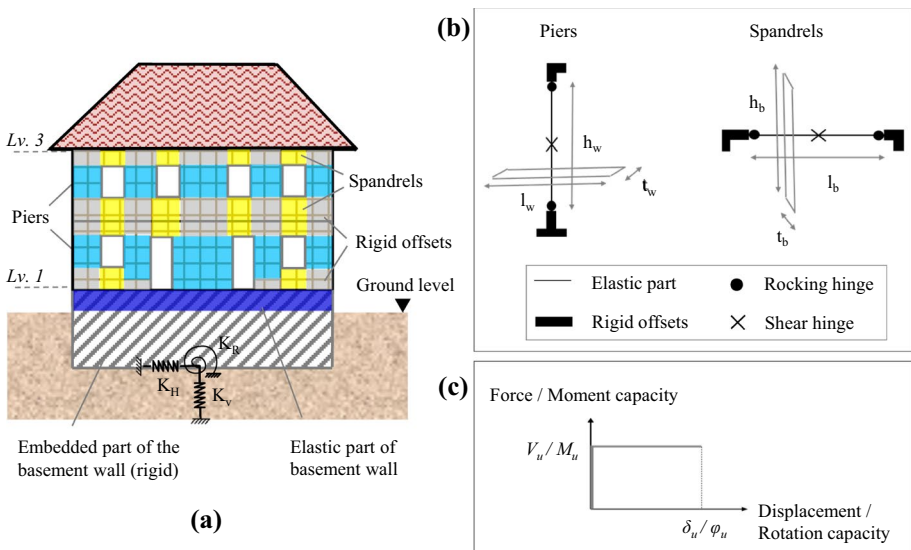 Lv. 3
Piers
Lv. 1
Spandrels
Rigid offsets
Ground level
K_R
K_H
K_v
Embedded part of the
basement wall (rigid)
Elastic part of
basement wall
(a)
(b)
Piers
Spandrels
h_w
l_w
t_w
h_b
l_b
t_b
Elastic part
Rocking hinge
Rigid offsets
Shear hinge
(c)
Force / Moment capacity
V_u / M_u
δ_u / φ_u
Displacement /
Rotation capacity